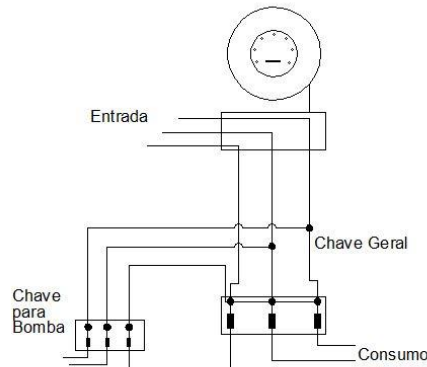 Entrada
Chave Geral
Chave
para
Bomba
Consumo